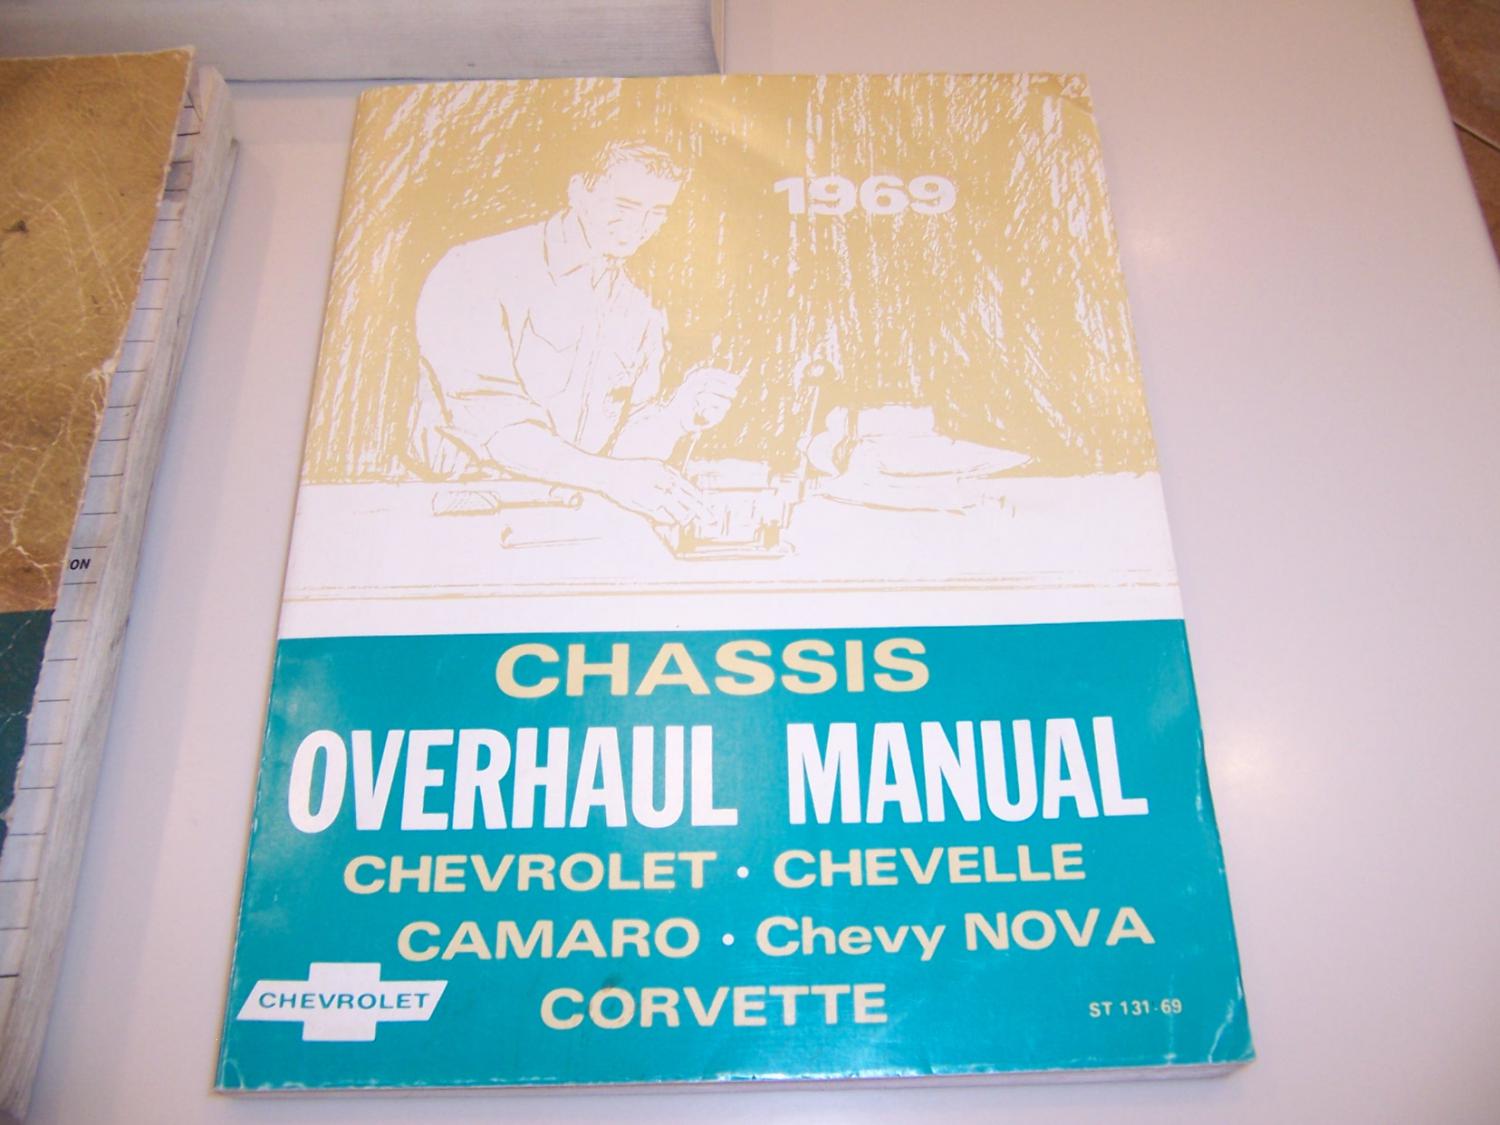 1969
CHASSIS
OVERHAUL MANUAL
CHEVROLET • CHEVELLE
CAMARO • Chevy NOVA
CORVETTE
CHEVROLET
ST 131-69
ON